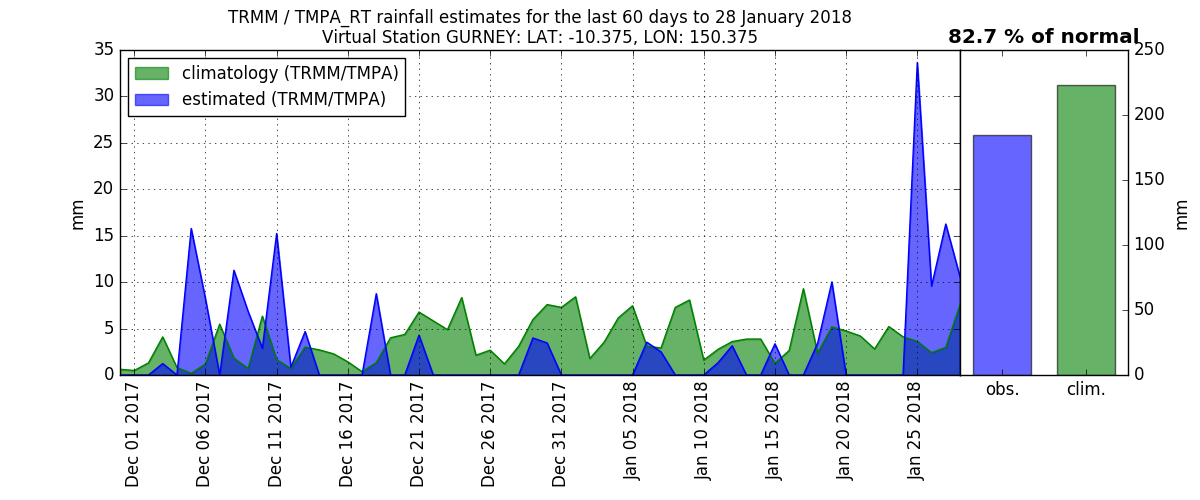 TRMM / TMPA_RT rainfall estimates for the last 60 days to 28 January 2018
Virtual Station GURNEY: LAT: -10.375, LON: 150.375
82.7 % of normal
climatology (TRMM/TMPA)
estimated (TRMM/TMPA)
35
30
25
20
15
10
5
0
mm
Dec 01 2017
Dec 06 2017
Dec 11 2017
Dec 16 2017
Dec 21 2017
Dec 26 2017
Dec 31 2017
Jan 05 2018
Jan 10 2018
Jan 15 2018
Jan 20 2018
Jan 25 2018
obs.
clim.
250
200
150
100
50
0
mm